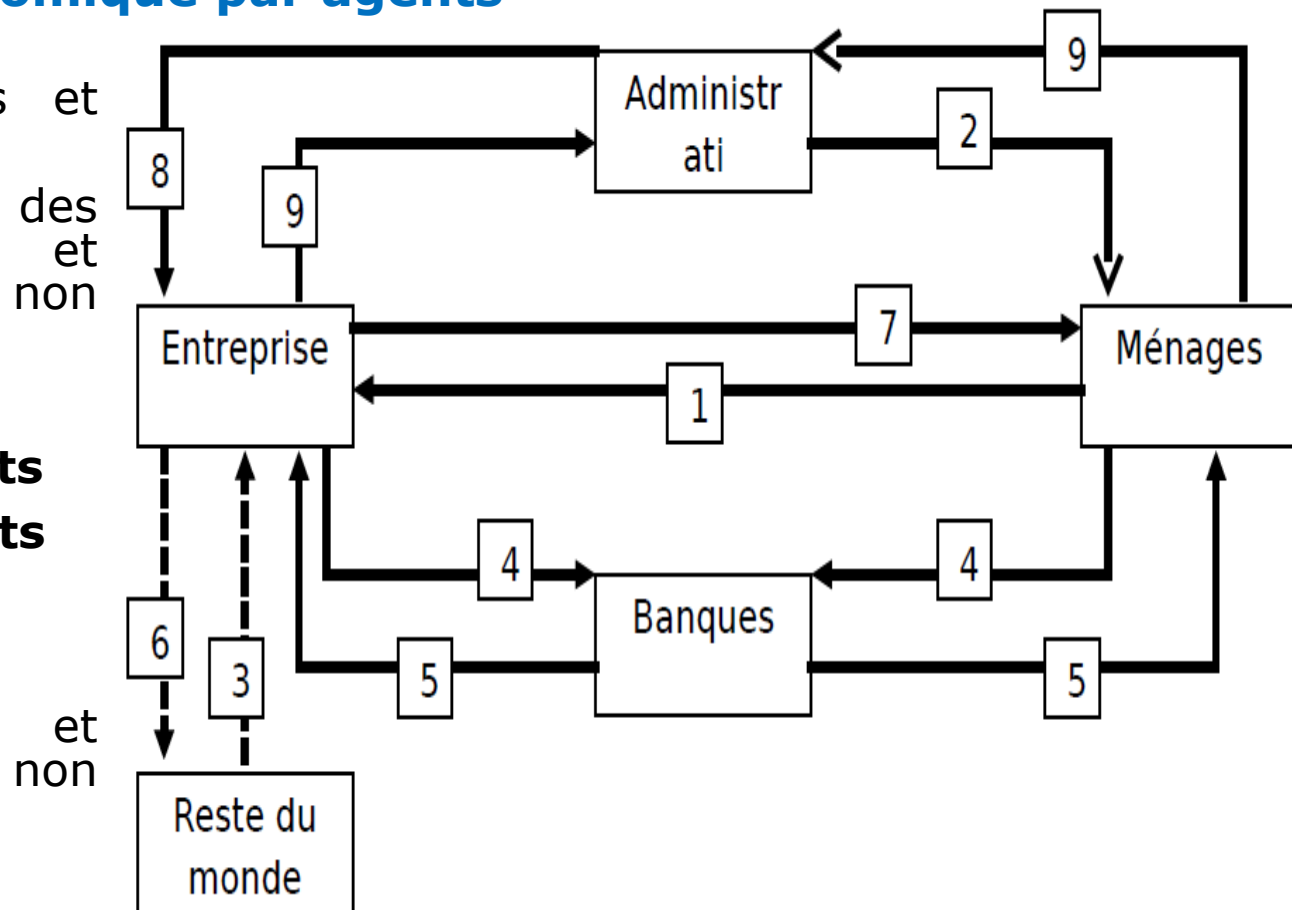 omique par agents
s et
des
et
non
ts
ts
et
non
9
Administr
ati
2
8
9
Entreprise
7
Ménages
1
4
4
Banques
6
3
5
5
Reste du
monde